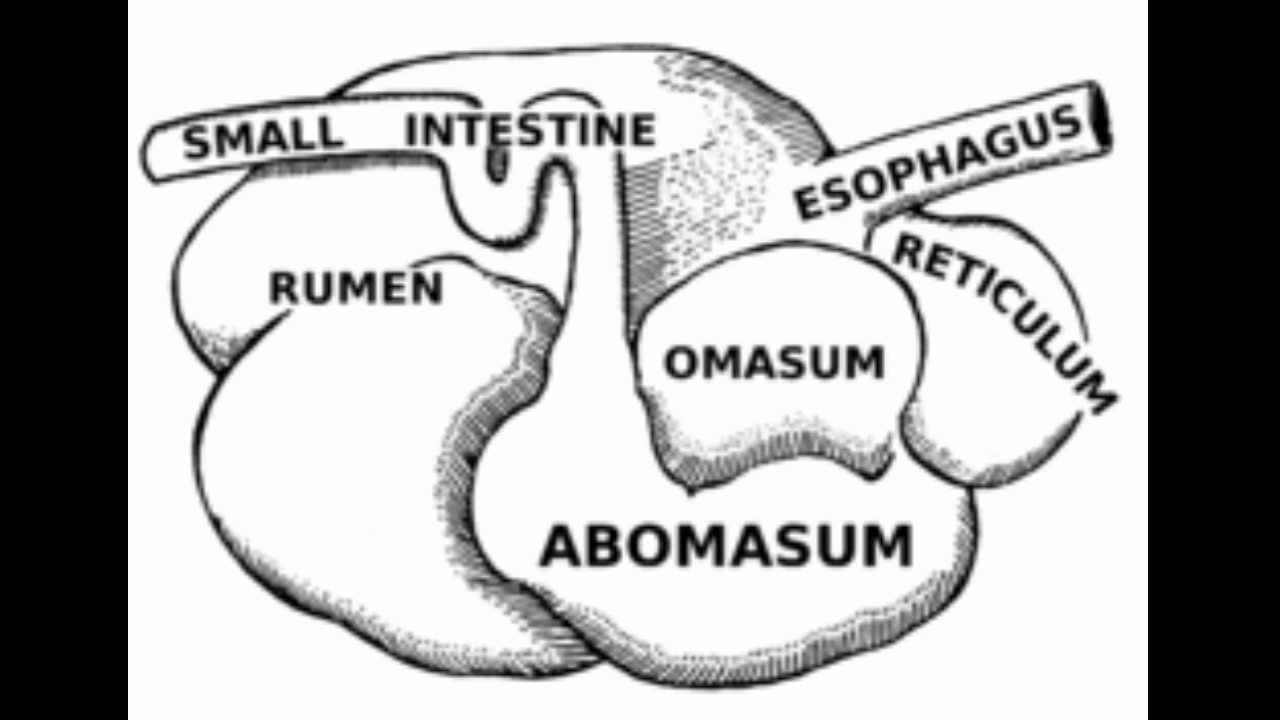 SMALL INTESTINE
ESOPHAGUS
RETICULUM
RUMEN
OMASUM
ABOMASUM